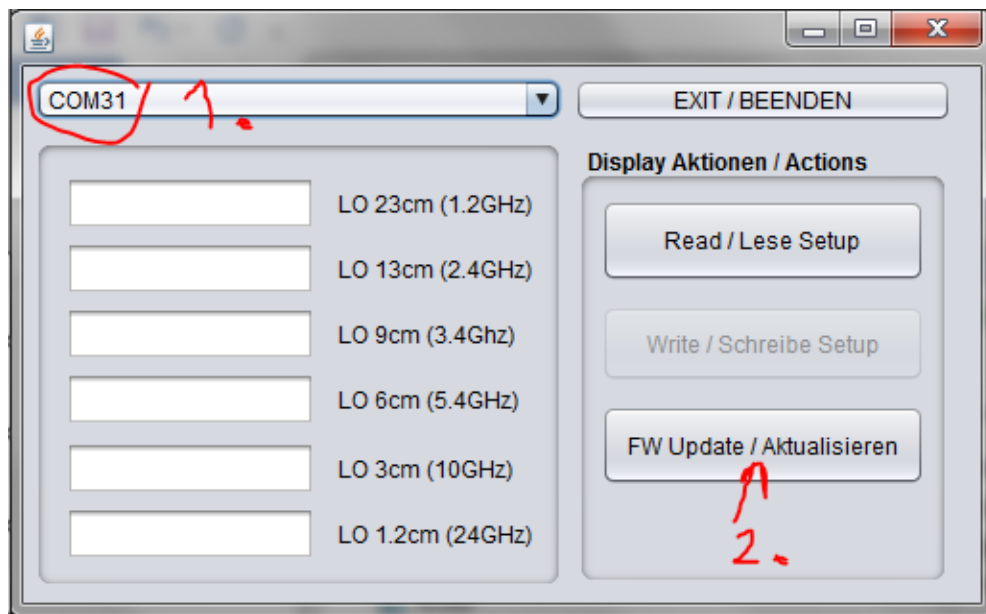 COM31
1.
EXIT / BEENDEN
Display Aktionen / Actions
LO 23cm (1.2GHz)
LO 13cm (2.4GHz)
LO 9cm (3.4Ghz)
LO 6cm (5.4GHz)
LO 3cm (10GHz)
LO 1.2cm (24GHz)
Read / Lese Setup
Write / Schreibe Setup
FW Update / Aktualisieren
2.